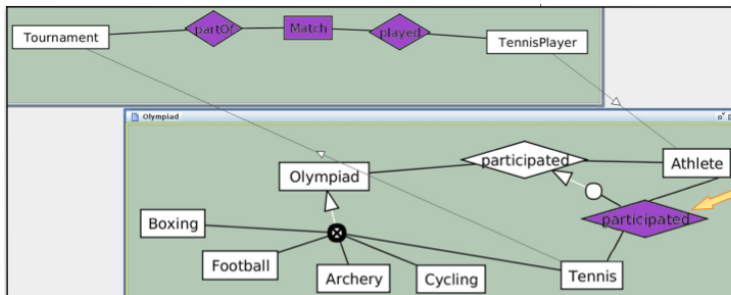 Tournament
partOf
Match
played
TennisPlayer
Olympiad
participated
Athlete
Olympiad
participated
Boxing
Football
Archery
Cycling
Tennis